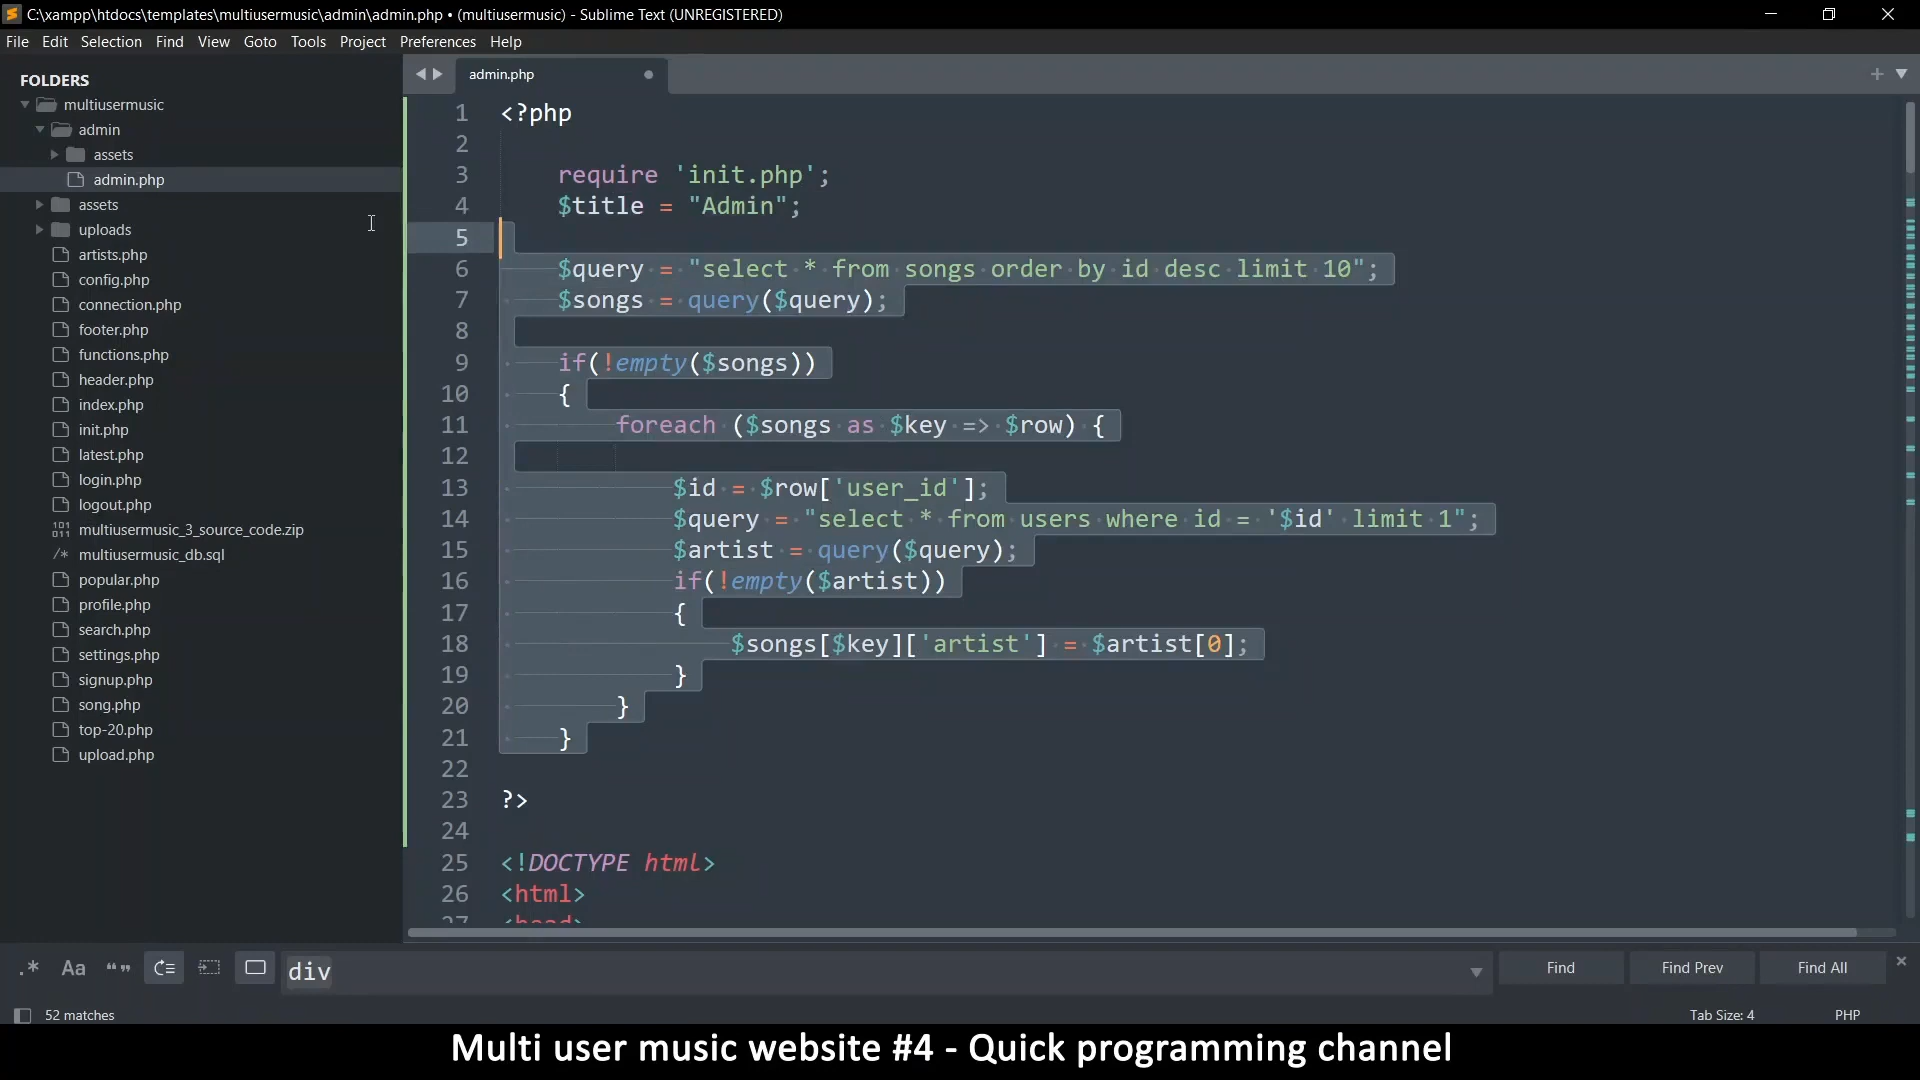 C:\xampp\htdocs\templates\multiusermusic\admin\admin.php • (multiusermusic) - Sublime Text (UNREGISTERED)
File Edit Selection Find View Goto Tools Project Preferences Help
FOLDERS
multiusermusic
admin
assets
admin.php
assets
uploads
artists.php
config.php
connection.php
footer.php
functions.php
header.php
index.php
init.php
latest.php
login.php
logout.php
multiusermusic_3_source_code.zip
/* multiusermusic_db.sql
popular.php
profile.php
search.php
settings.php
signup.php
song.php
top-20.php
upload.php
admin.php
1 <?php
2
3 require 'init.php';
4 $title = "Admin";
5
6 $query = "select * from songs order by id desc limit 10";
7 $songs = query($query);
8
9 if(!empty($songs))
10 {
11 foreach ($songs as $key => $row) {
12
13 $id = $row['user_id'];
14 $query = "select * from users where id = '$id' limit 1";
15 $artist = query($query);
16 if(!empty($artist))
17 {
18 $songs[$key]['artist'] = $artist[0];
19 }
20 }
21 }
22
23 ?>
24
25 <!DOCTYPE html>
26 <html>
27 <head>
.* Aa “” div Find Find Prev Find All
52 matches Tab Size: 4 PHP
Multi user music website #4 - Quick programming channel